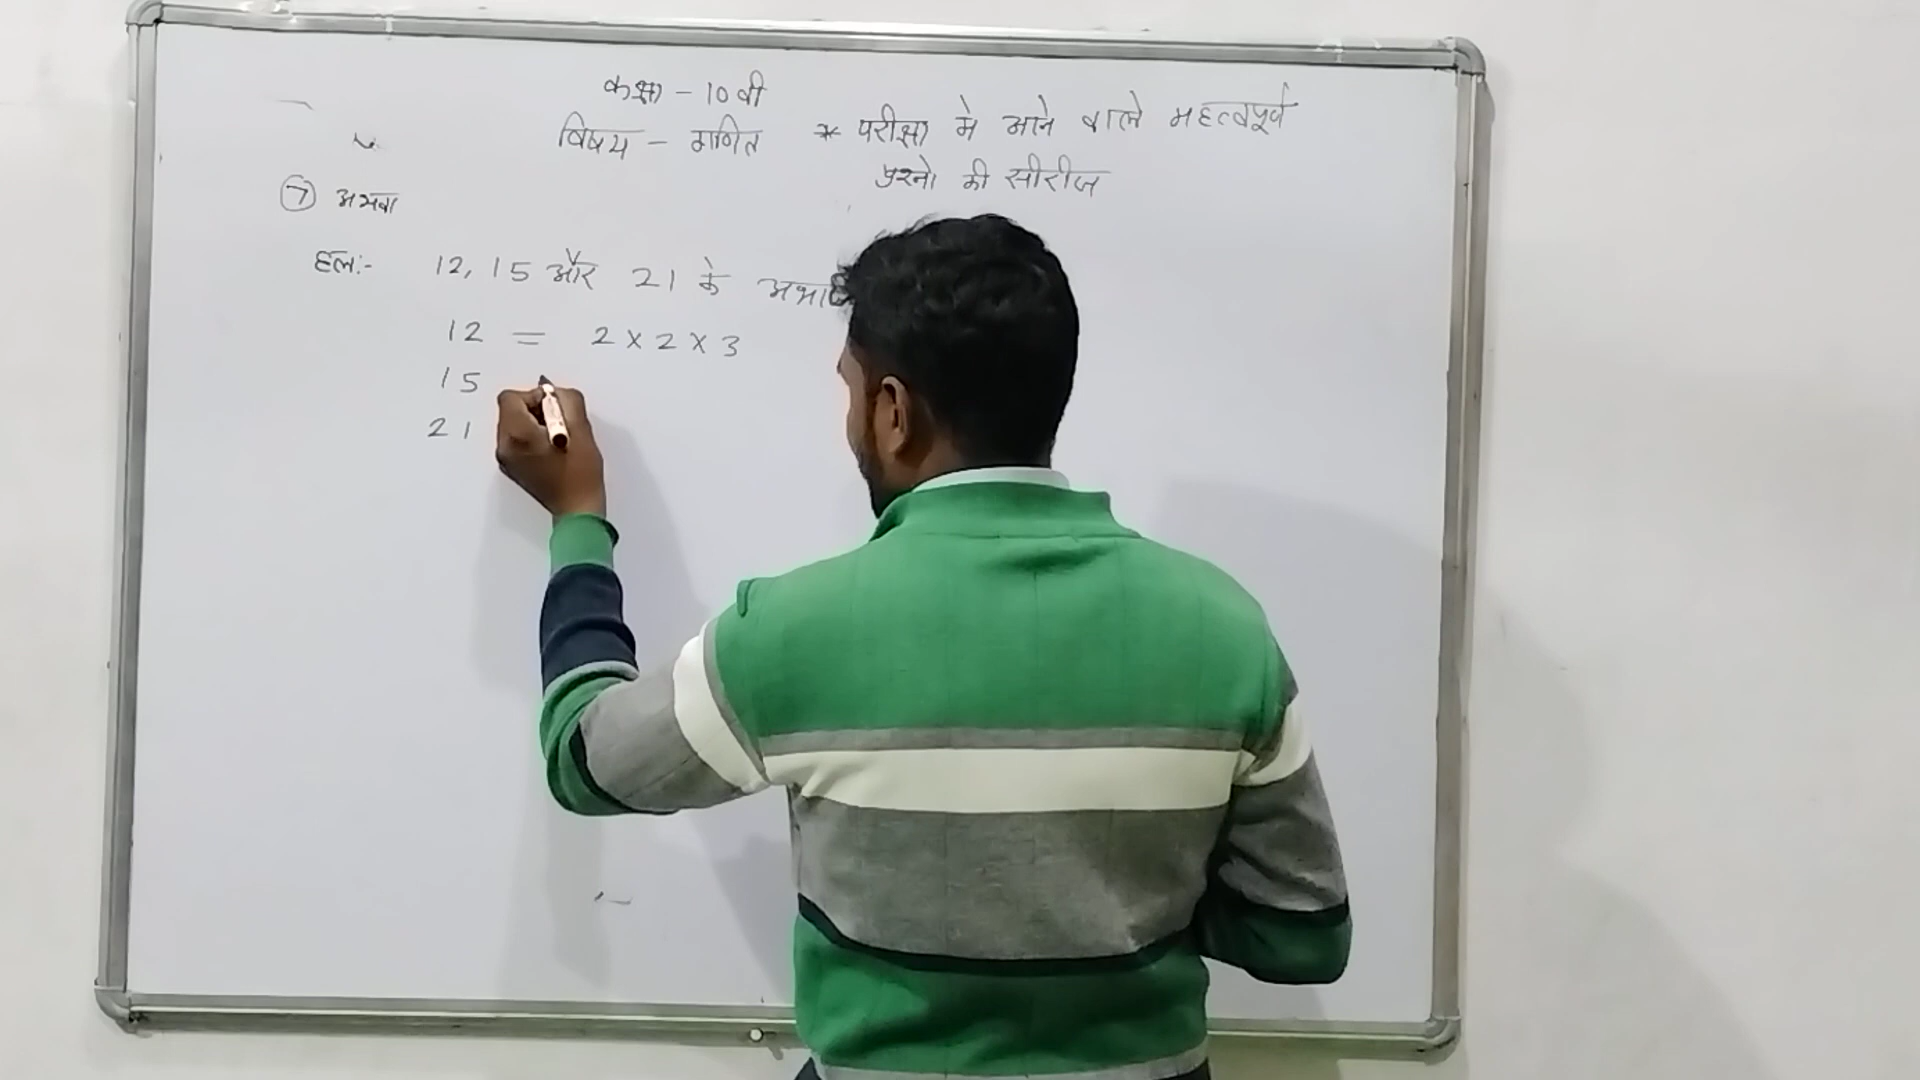 कक्षा - 10 वी
विषय - गणित * परीक्षा मे आने वाले महत्वपूर्ण
प्रश्नो की सीरीज
7 अथवा
हल:- 12, 15 और 21 के
12 = 2 x 2 x 3
15
21